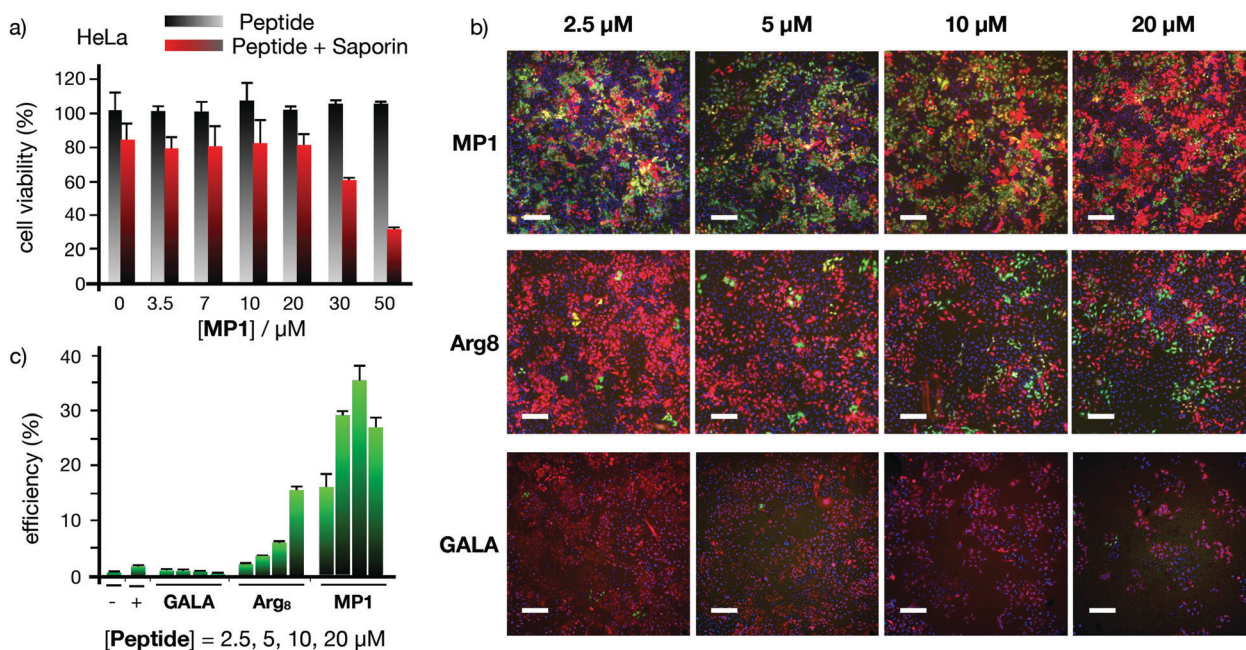 a)
HeLa
Peptide
Peptide + Saporin
cell viability (%)
120
100
80
60
40
20
0
0 3.5 7 10 20 30 50
[MP1] / µM
b)
2.5 µM 5 µM 10 µM 20 µM
MP1
Arg8
GALA
c)
efficiency (%)
40
30
20
10
0
- + GALA Arg₈ MP1
[Peptide] = 2.5, 5, 10, 20 µM